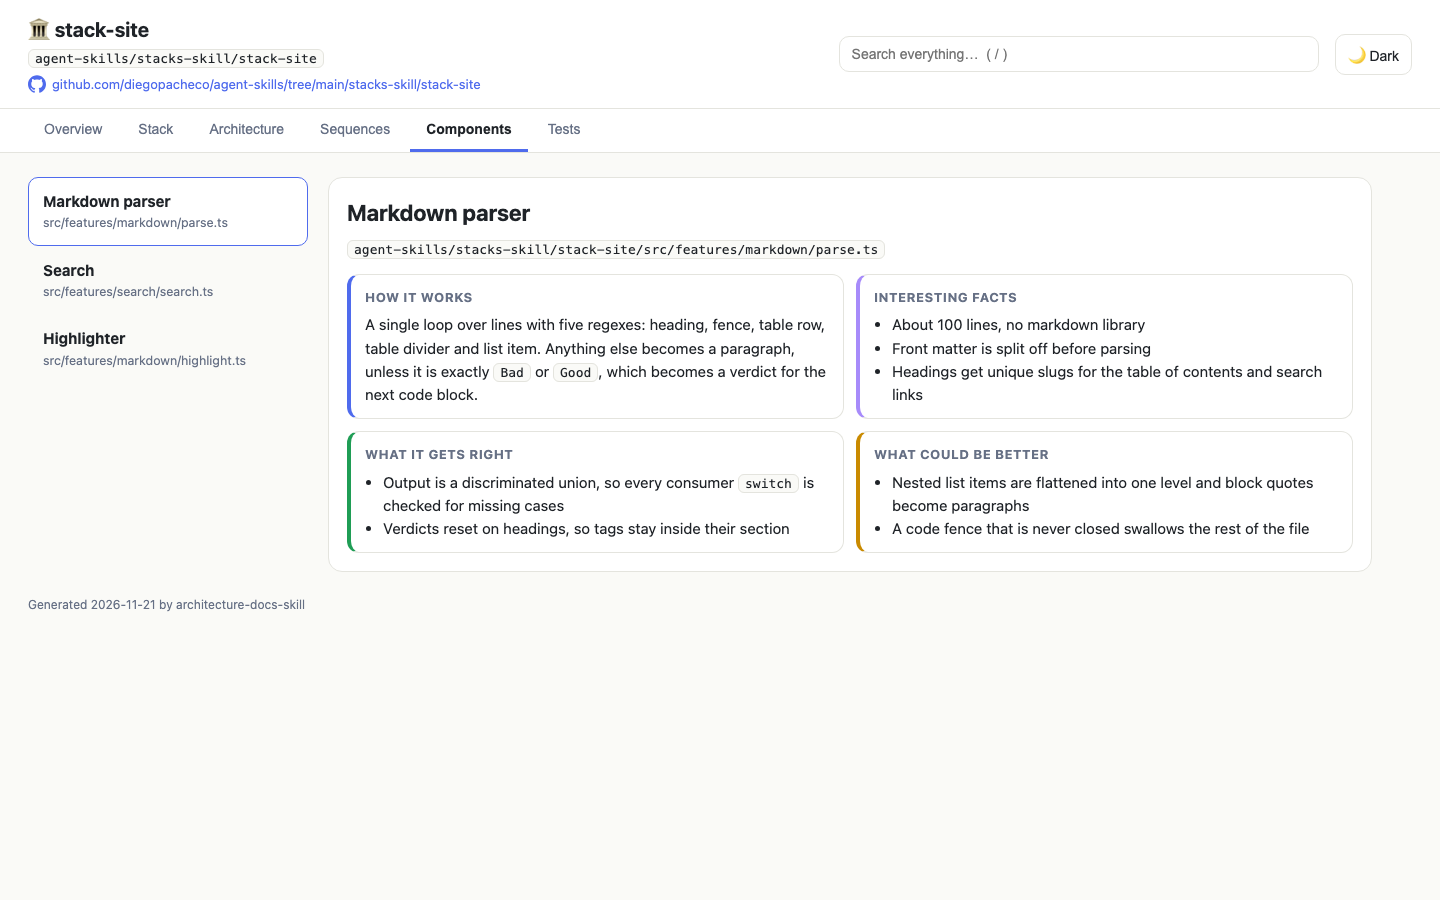 🏛️ stack-site
agent-skills/stacks-skill/stack-site
github.com/diegopacheco/agent-skills/tree/main/stacks-skill/stack-site
Search everything… ( / )
🌙 Dark
Overview
Stack
Architecture
Sequences
Components
Tests
Markdown parser
src/features/markdown/parse.ts
Search
src/features/search/search.ts
Highlighter
src/features/markdown/highlight.ts
Markdown parser
agent-skills/stacks-skill/stack-site/src/features/markdown/parse.ts
HOW IT WORKS
A single loop over lines with five regexes: heading, fence, table row,
table divider and list item. Anything else becomes a paragraph,
unless it is exactly Bad or Good, which becomes a verdict for the
next code block.
INTERESTING FACTS
• About 100 lines, no markdown library
• Front matter is split off before parsing
• Headings get unique slugs for the table of contents and search
links
WHAT IT GETS RIGHT
• Output is a discriminated union, so every consumer switch is
checked for missing cases
• Verdicts reset on headings, so tags stay inside their section
WHAT COULD BE BETTER
• Nested list items are flattened into one level and block quotes
become paragraphs
• A code fence that is never closed swallows the rest of the file
Generated 2026-11-21 by architecture-docs-skill